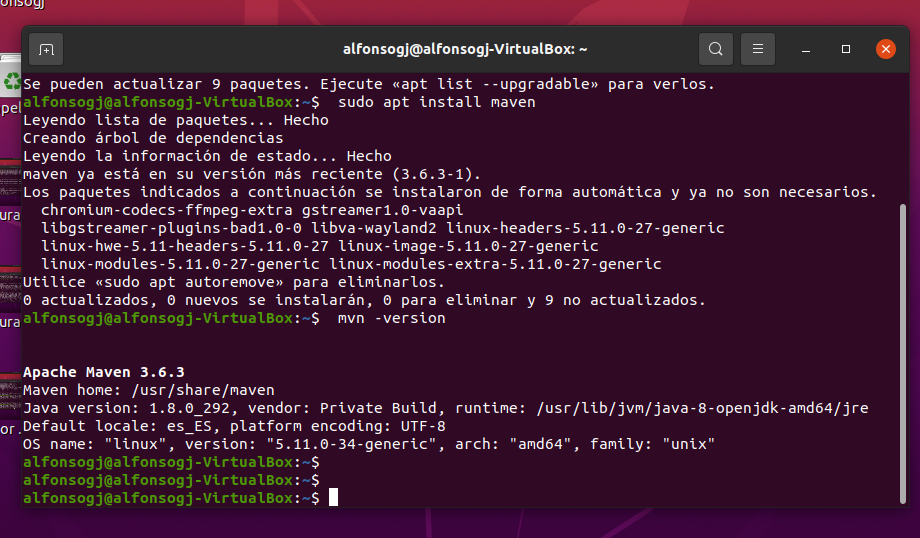 alfonsogj@alfonsogj-VirtualBox: ~
Se pueden actualizar 9 paquetes. Ejecute «apt list --upgradable» para verlos.
alfonsogj@alfonsogj-VirtualBox:~$  sudo apt install maven
Leyendo lista de paquetes... Hecho
Creando árbol de dependencias
Leyendo la información de estado... Hecho
maven ya está en su versión más reciente (3.6.3-1).
Los paquetes indicados a continuación se instalaron de forma automática y ya no son necesarios.
  chromium-codecs-ffmpeg-extra gstreamer1.0-vaapi
  libgstreamer-plugins-bad1.0-0 libva-wayland2 linux-headers-5.11.0-27-generic
  linux-hwe-5.11-headers-5.11.0-27 linux-image-5.11.0-27-generic
  linux-modules-5.11.0-27-generic linux-modules-extra-5.11.0-27-generic
Utilice «sudo apt autoremove» para eliminarlos.
0 actualizados, 0 nuevos se instalarán, 0 para eliminar y 9 no actualizados.
alfonsogj@alfonsogj-VirtualBox:~$  mvn -version
Apache Maven 3.6.3
Maven home: /usr/share/maven
Java version: 1.8.0_292, vendor: Private Build, runtime: /usr/lib/jvm/java-8-openjdk-amd64/jre
Default locale: es_ES, platform encoding: UTF-8
OS name: "linux", version: "5.11.0-34-generic", arch: "amd64", family: "unix"
alfonsogj@alfonsogj-VirtualBox:~$
alfonsogj@alfonsogj-VirtualBox:~$
alfonsogj@alfonsogj-VirtualBox:~$